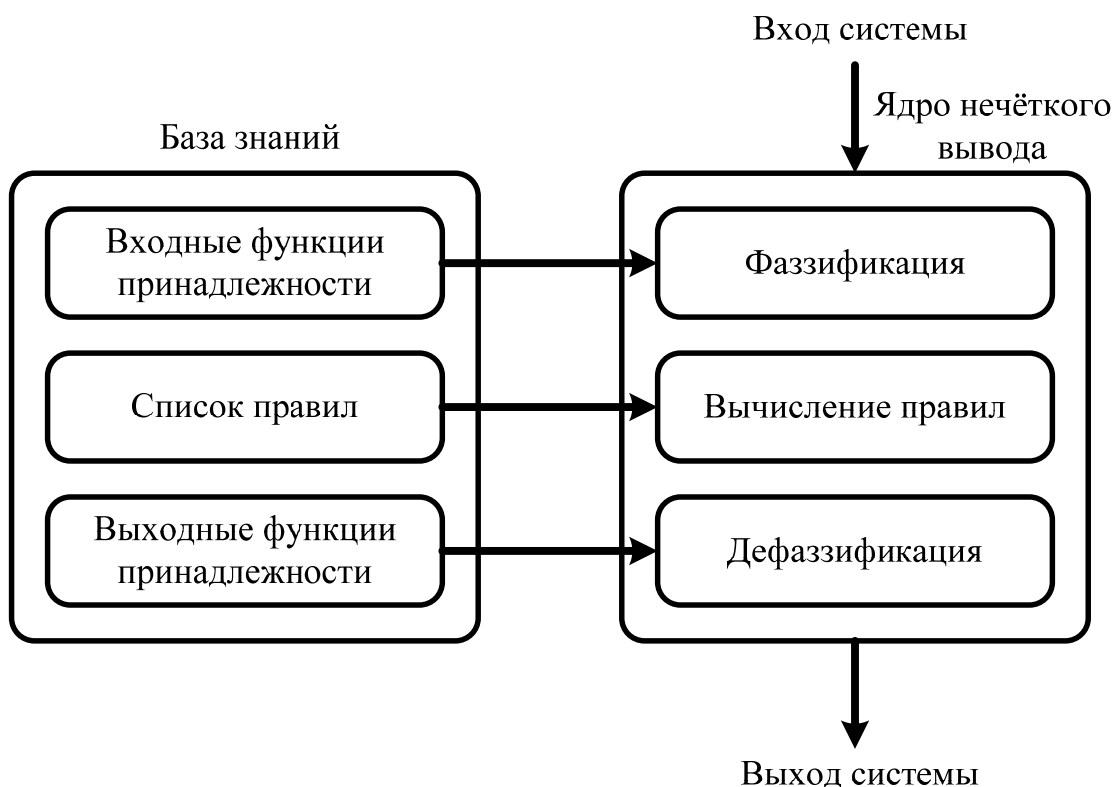 Вход системы
Ядро нечёткого
вывода
База знаний
Входные функции
принадлежности
Фаззификация
Список правил
Вычисление правил
Выходные функции
принадлежности
Дефаззификация
Выход системы